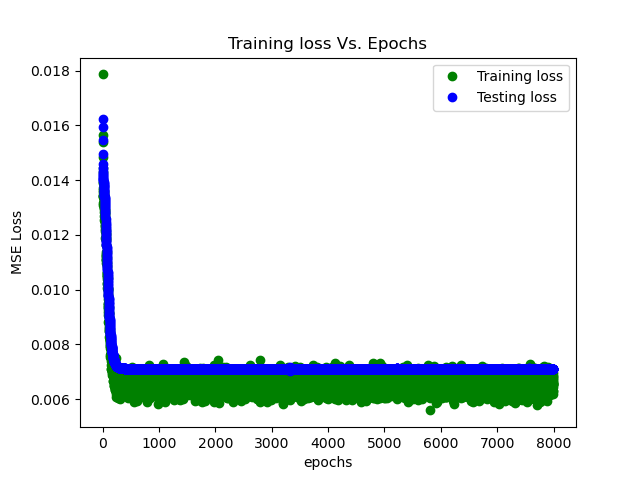 Training loss Vs. Epochs
MSE Loss
0.018
0.016
0.014
0.012
0.010
0.008
0.006
Training loss
Testing loss
0 1000 2000 3000 4000 5000 6000 7000 8000
epochs